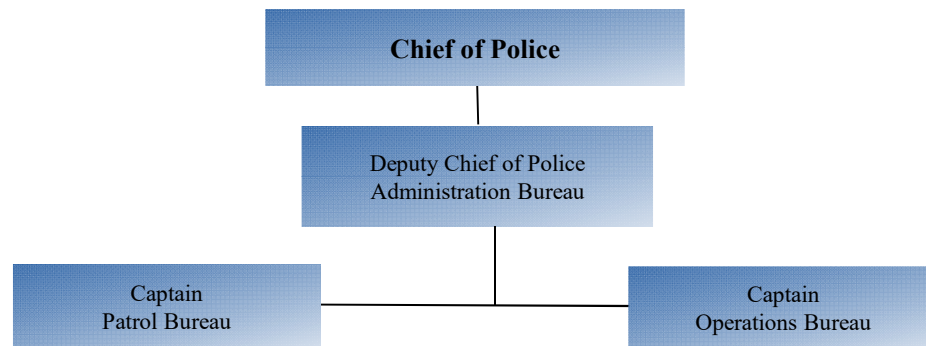 Chief of Police
Deputy Chief of Police
Administration Bureau
Captain
Patrol Bureau
Captain
Operations Bureau